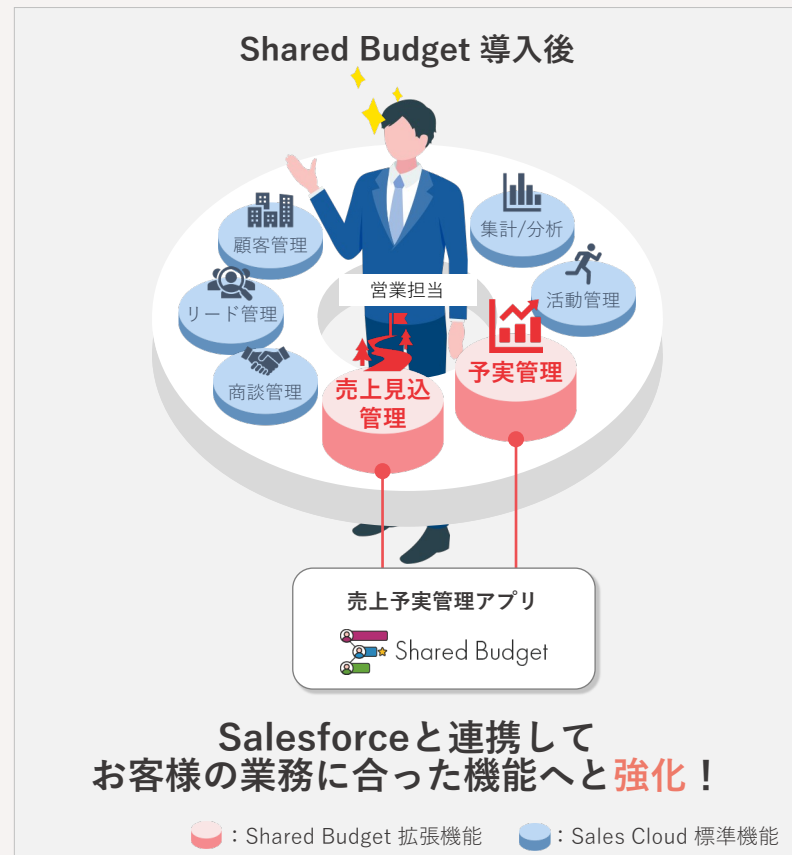 Shared Budget 導入後
顧客管理
集計/分析
リード管理
営業担当
活動管理
商談管理
売上見込
管理
予実管理
売上予実管理アプリ
Shared Budget
Salesforceと連携して
お客様の業務に合った機能へと強化！
：Shared Budget 拡張機能
：Sales Cloud 標準機能